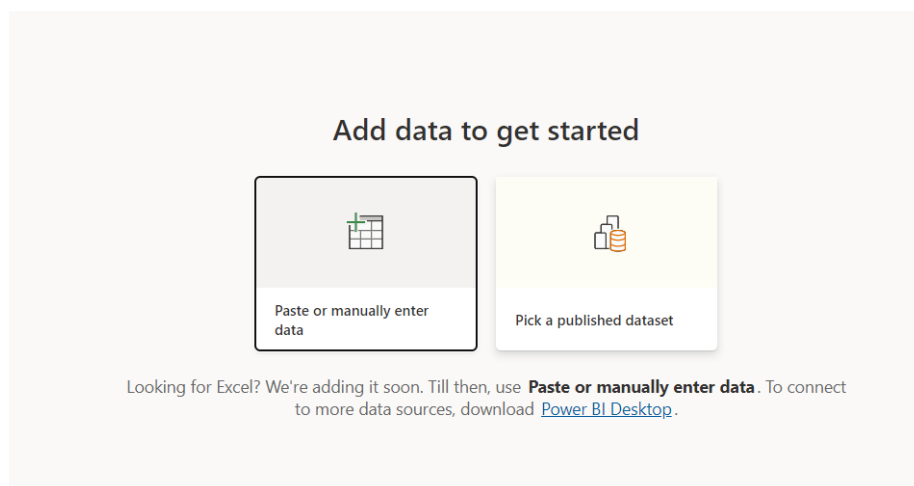 Add data to get started
Paste or manually enter
data
Pick a published dataset
Looking for Excel? We're adding it soon. Till then, use Paste or manually enter data. To connect
to more data sources, download Power BI Desktop.